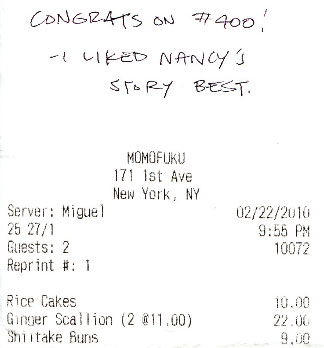 CONGRATS ON #400!
-I LIKED NANCY'S
STORY BEST.
MOMOFUKU
171 1st Ave
New York, NY
Server: Miguel 02/22/2010
25 27/1 9:55 PM
Guests: 2 10072
Reprint #: 1
Rice Cakes 10.00
Ginger Scallion (2 @11.00) 22.00
Shiitake Buns 9.00